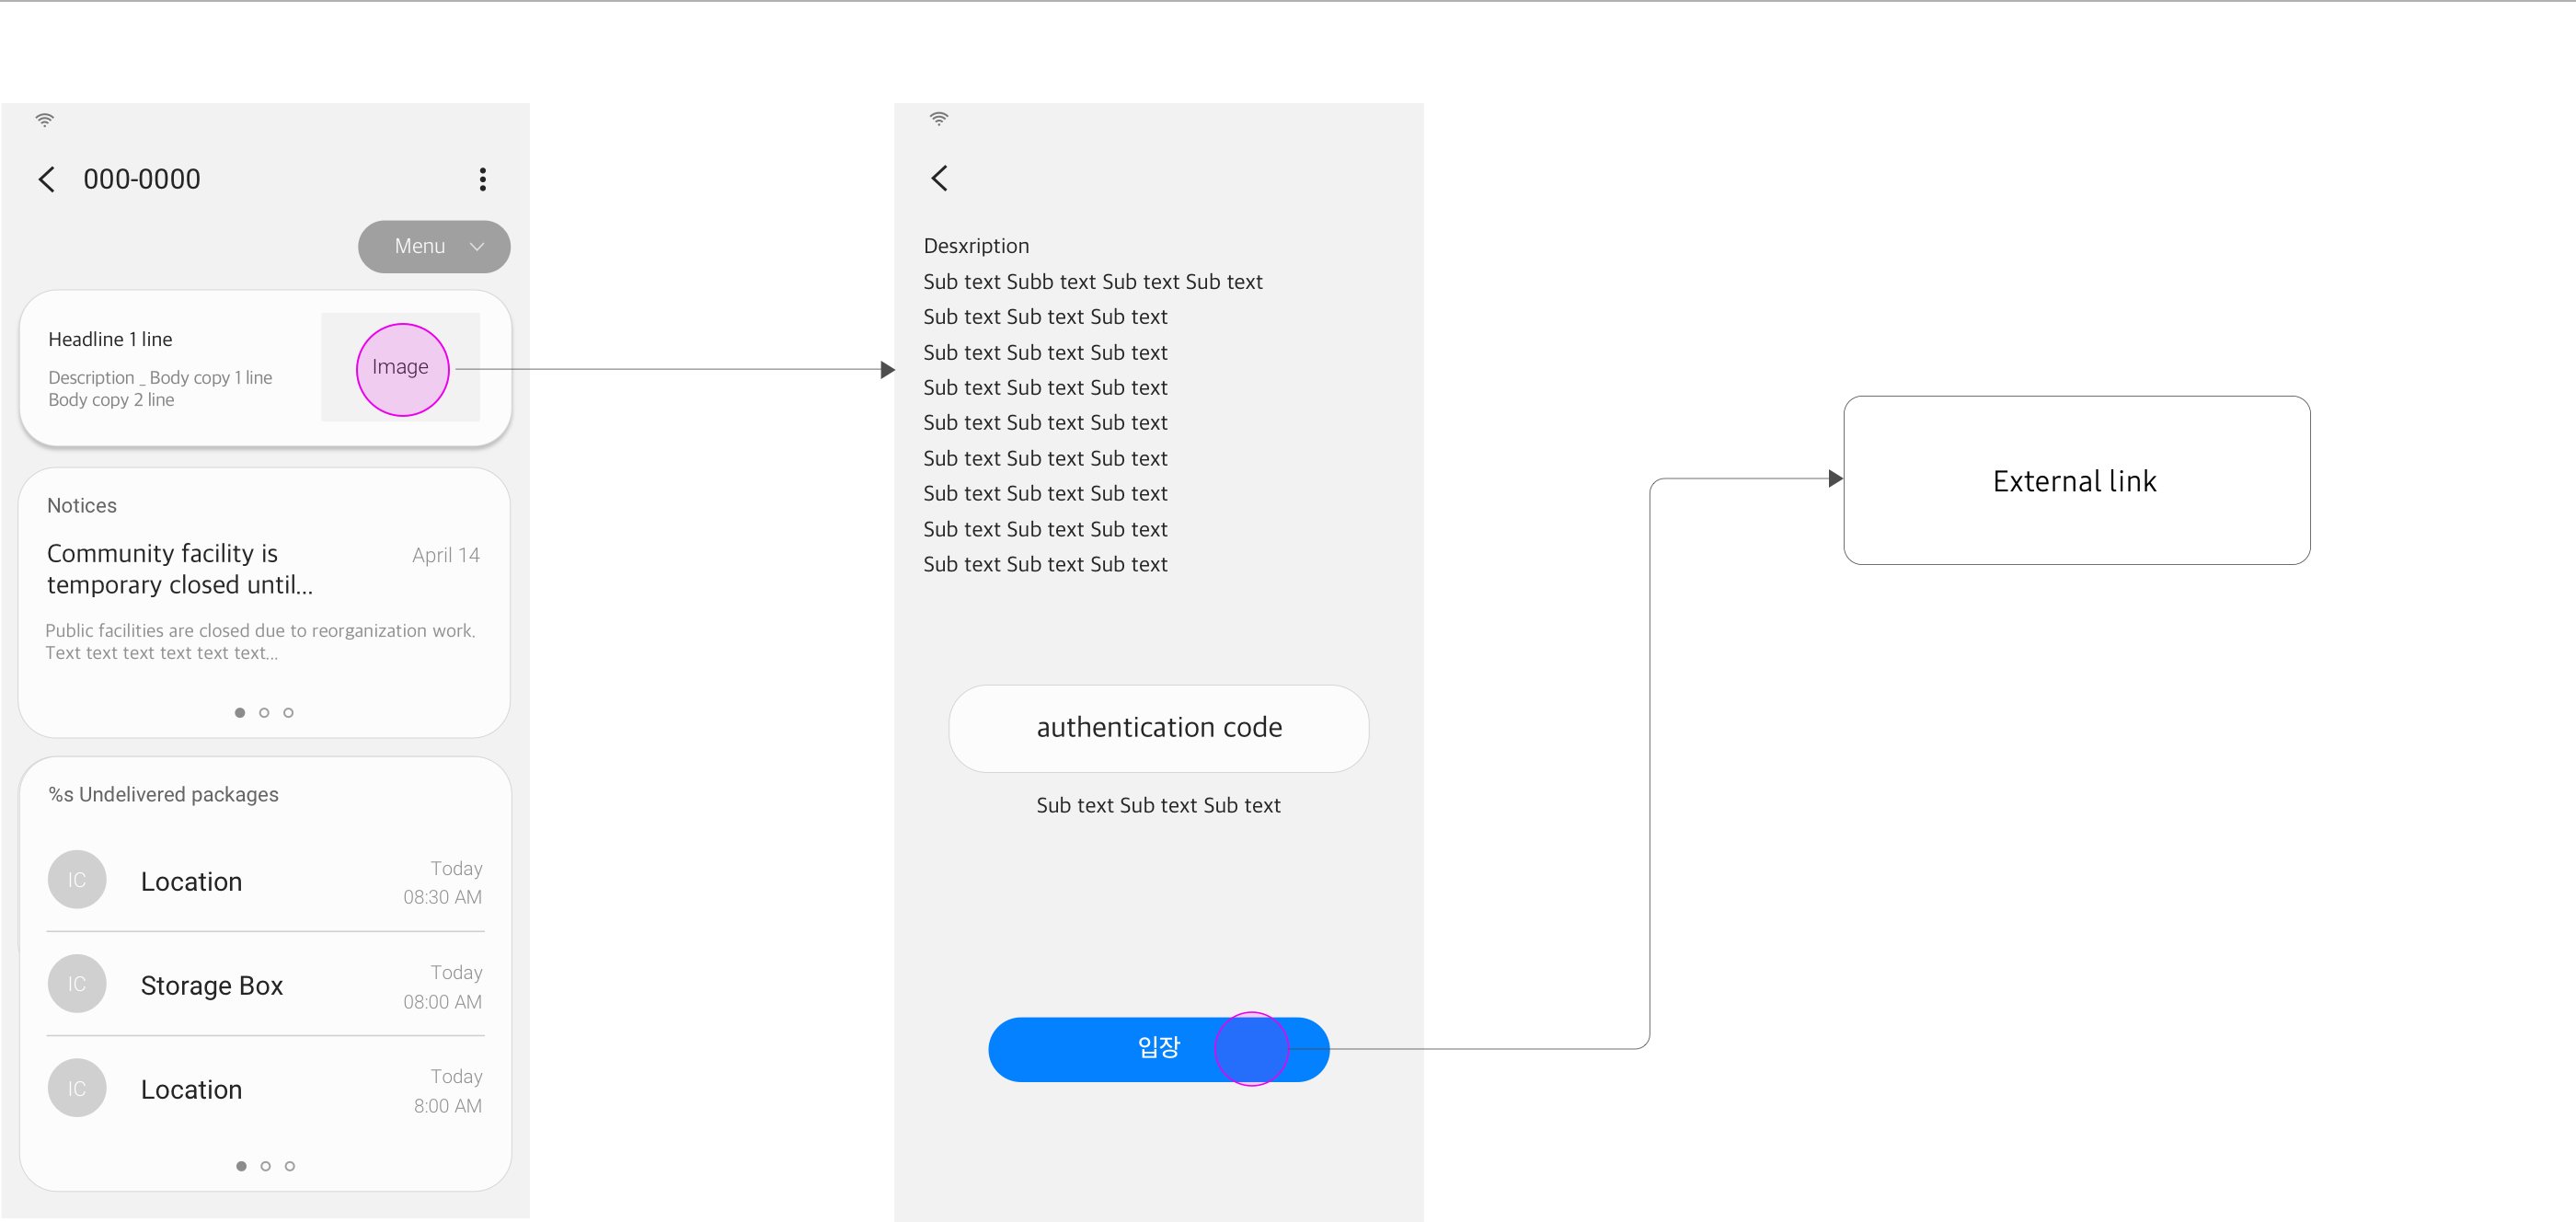 000-0000
Menu
Headline 1 line
Description _ Body copy 1 line
Body copy 2 line
Image
Notices
Community facility is
temporary closed until...
April 14
Public facilities are closed due to reorganization work.
Text text text text text text...
%s Undelivered packages
IC
Location
Today
08:30 AM
IC
Storage Box
Today
08:00 AM
IC
Location
Today
8:00 AM
Desxription
Sub text Subb text Sub text Sub text
Sub text Sub text Sub text
Sub text Sub text Sub text
Sub text Sub text Sub text
Sub text Sub text Sub text
Sub text Sub text Sub text
Sub text Sub text Sub text
Sub text Sub text Sub text
Sub text Sub text Sub text
authentication code
Sub text Sub text Sub text
입장
External link